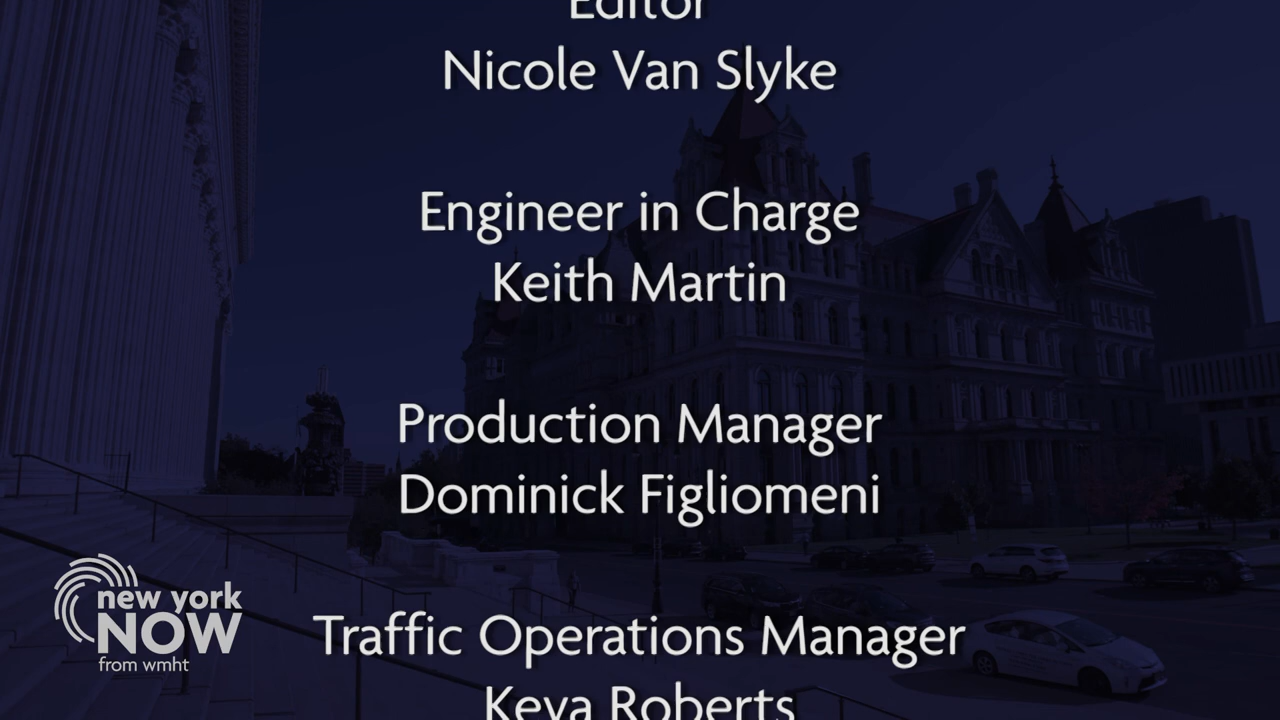 Editor
Nicole Van Slyke
Engineer in Charge
Keith Martin
Production Manager
Dominick Figliomeni
new york
NOW
from wmht
Traffic Operations Manager
Keya Roberts